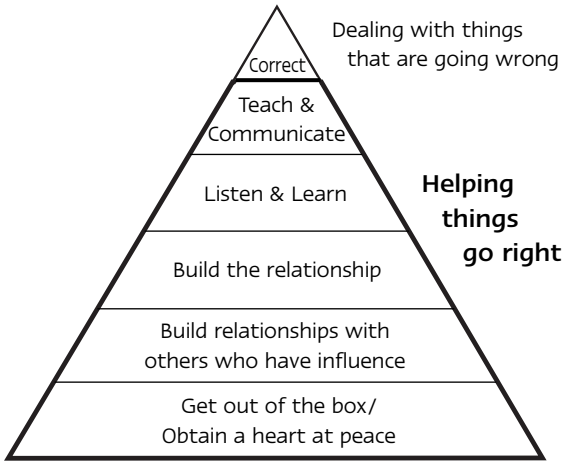 Dealing with things
that are going wrong
Correct
Teach &
Communicate
Helping
things
go right
Listen & Learn
Build the relationship
Build relationships with
others who have influence
Get out of the box/
Obtain a heart at peace